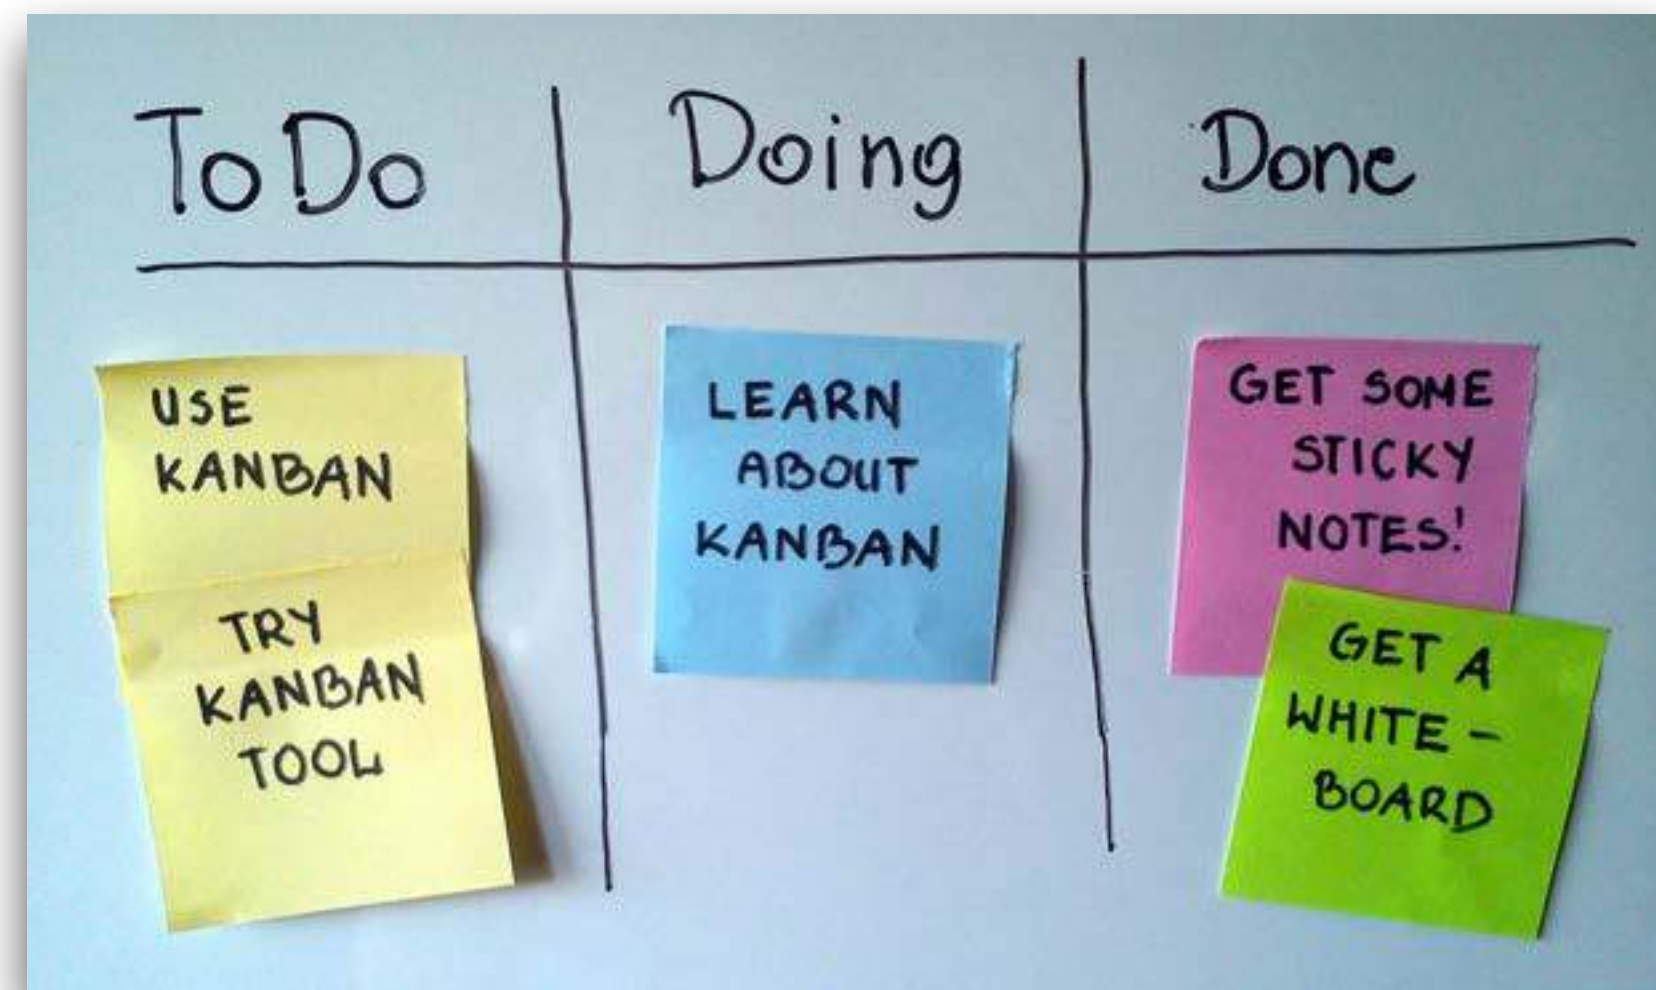 To Do
Doing
Done
USE
KANBAN
TRY
KANBAN
TOOL
LEARN
ABOUT
KANBAN
GET SOME
STICKY
NOTES!
GET A
WHITE-
BOARD